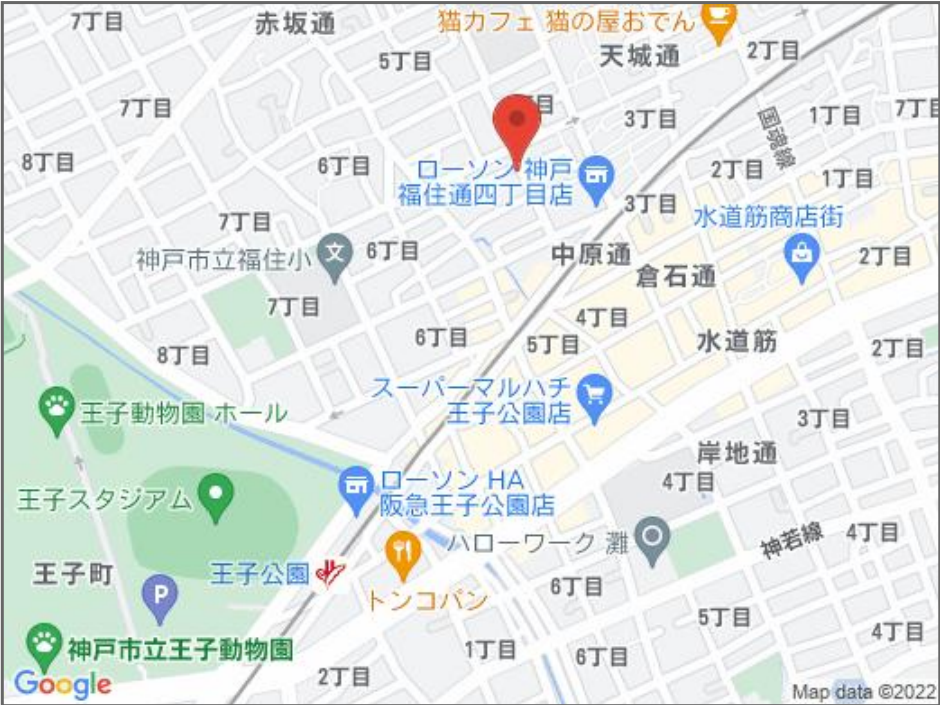 7丁目
赤坂通
猫カフェ 猫の屋おでん
天城通
2丁目
5丁目
7丁目
丁目
3丁目
国魂線
1丁目
7丁目
8丁目
6丁目
ローソン 神戸
福住通四丁目店
2丁目
1丁目
7丁目
3丁目
水道筋商店街
神戸市立福住小
6丁目
中原通
倉石通
2丁目
7丁目
4丁目
6丁目
5丁目
水道筋
2丁目
8丁目
スーパーマルハチ
王子公園店
王子動物園 ホール
3丁目
岸地通
4丁目
ローソン HA
阪急王子公園店
王子スタジアム
ハローワーク 灘
神若線
4丁目
王子町
P
王子公園
トンコパン
6丁目
5丁目
4丁目
神戸市立王子動物園
1丁目
6丁目
2丁目
Google
Map data ©2022